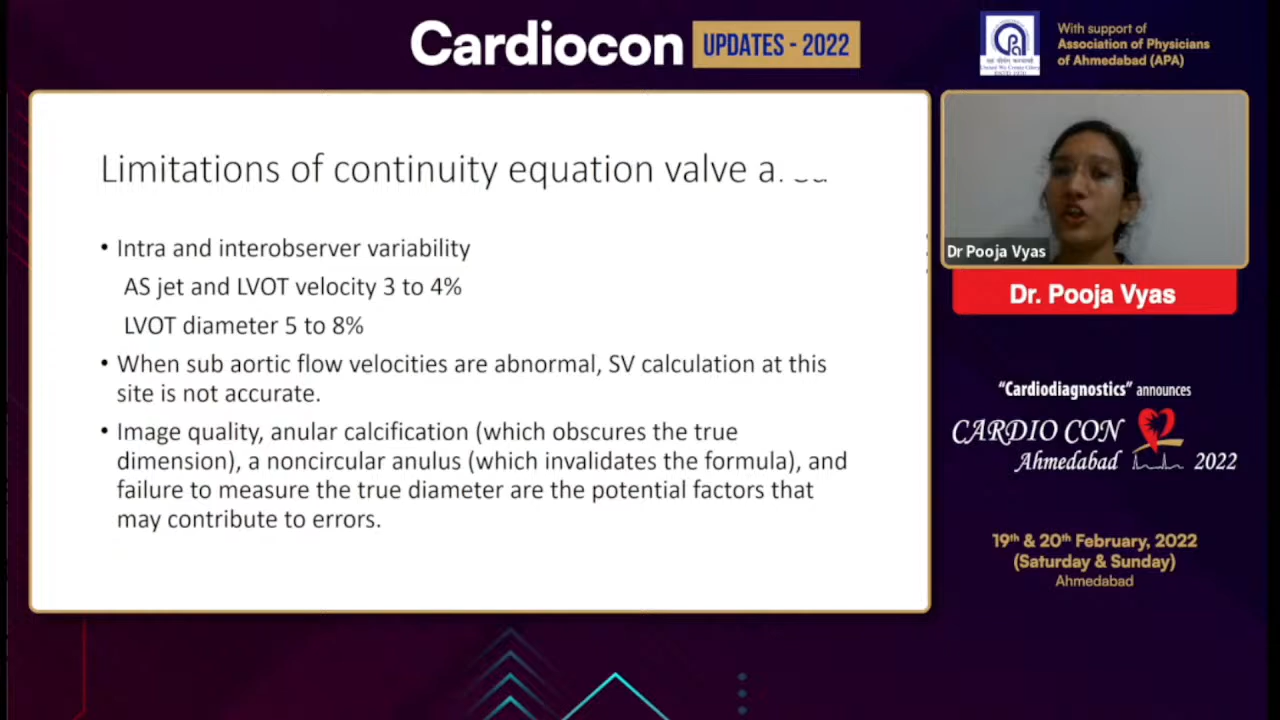 Cardiocon UPDATES - 2022
With support of
Association of Physicians
of Ahmedabad (APA)
Limitations of continuity equation valve
• Intra and interobserver variability
AS jet and LVOT velocity 3 to 4%
LVOT diameter 5 to 8%
• When sub aortic flow velocities are abnormal, SV calculation at this
site is not accurate.
• Image quality, anular calcification (which obscures the true
dimension), a noncircular anulus (which invalidates the formula), and
failure to measure the true diameter are the potential factors that
may contribute to errors.
Dr Pooja Vyas
Dr. Pooja Vyas
"Cardiodiagnostics" announces
CARDIO CON
Ahmedabad 2022
19th & 20th February, 2022
(Saturday & Sunday)
Ahmedabad